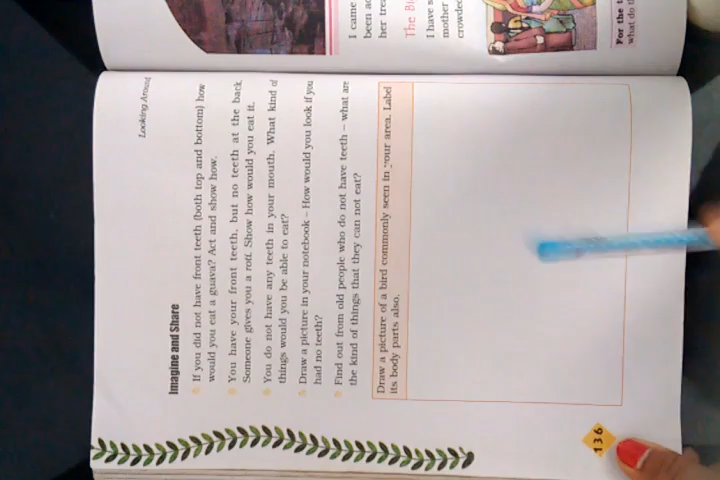 Looking Around
Imagine and Share
If you did not have front teeth (both top and bottom) how
would you eat a guava? Act and show how.
You have your front teeth, but no teeth at the back.
Someone gives you a roti. Show how would you eat it.
You do not have any teeth in your mouth. What kind of
things would you be able to eat?
Draw a picture in your notebook – How would you look if you
had no teeth?
Find out from old people who do not have teeth – what are
the kind of things that they can not eat?
Draw a picture of a bird commonly seen in your area. Label
its body parts also.
136
I came
been
her
The
I have
mother
crowded
For the
what do